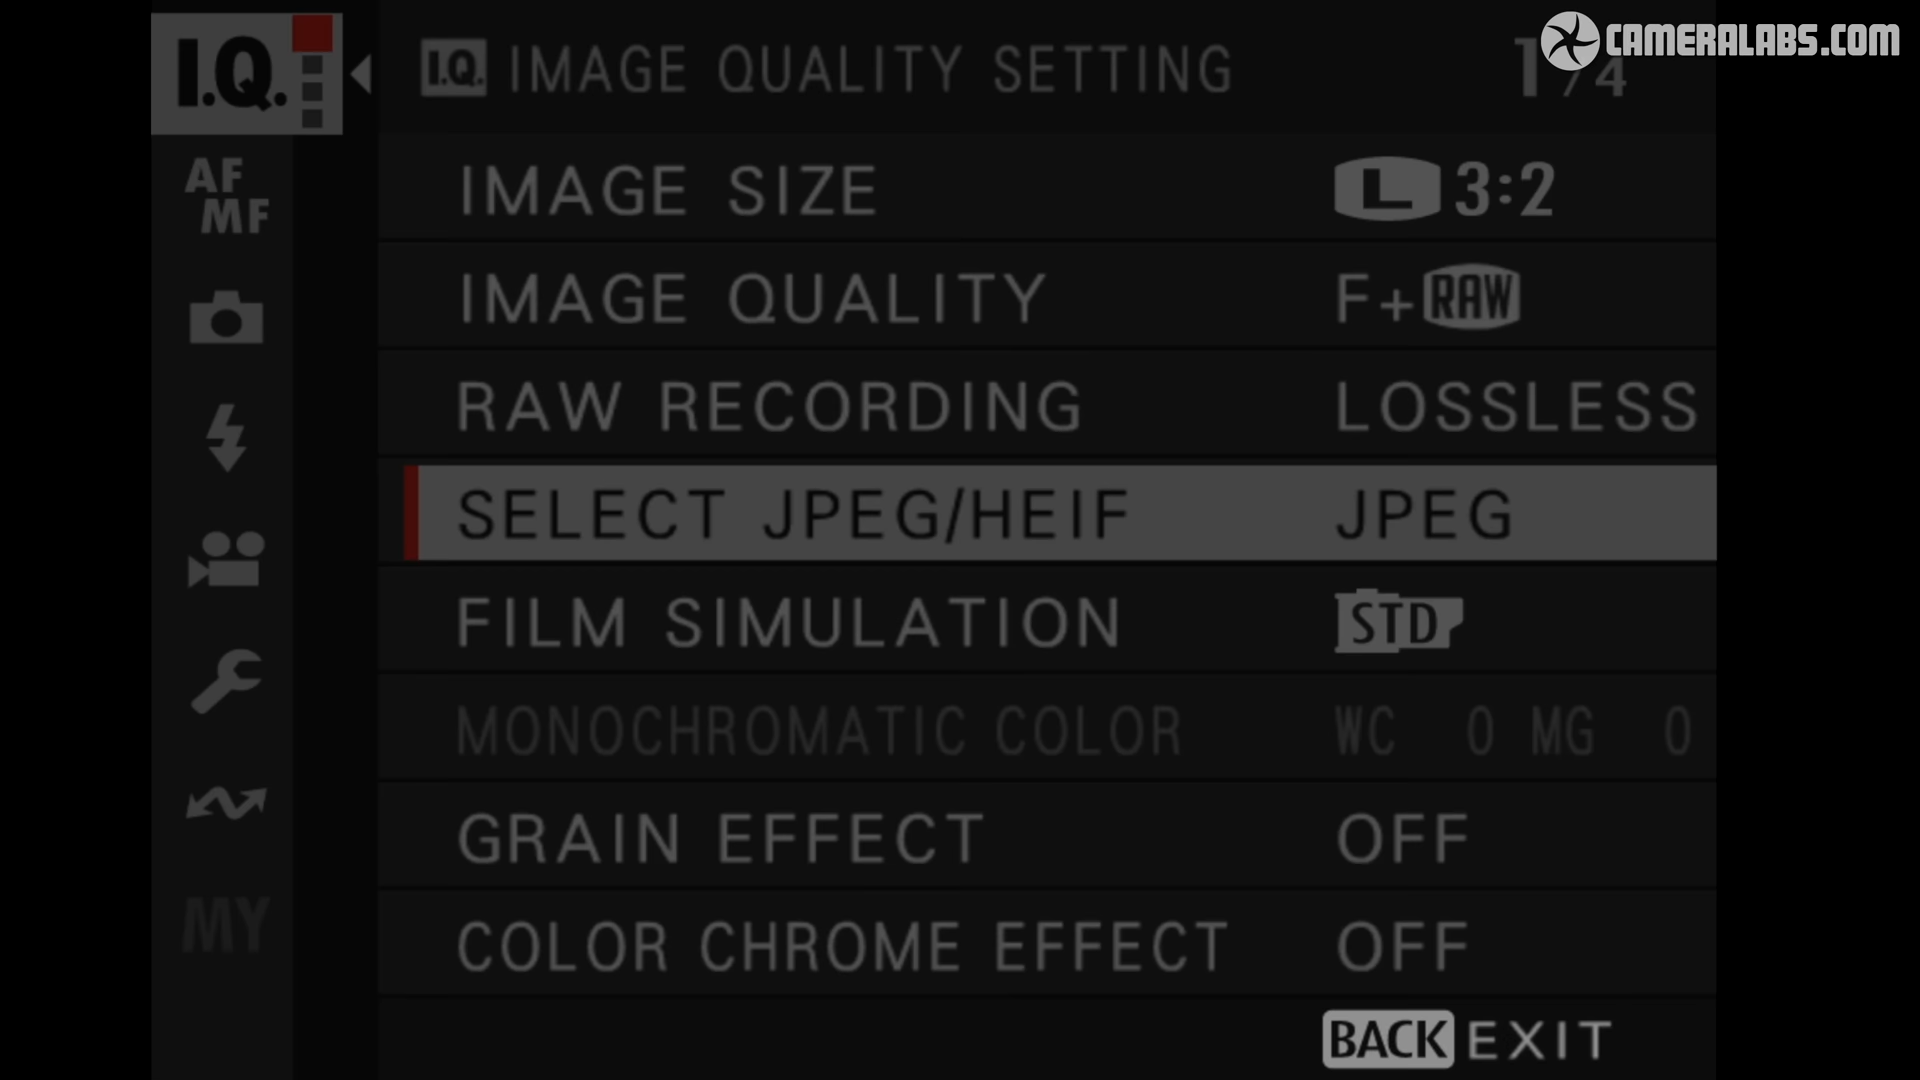 CAMERALABS.COM
I.Q.
I.Q. IMAGE QUALITY SETTING 1/4
AF
MF
IMAGE SIZE L 3:2
IMAGE QUALITY F+RAW
RAW RECORDING LOSSLESS
SELECT JPEG/HEIF JPEG
FILM SIMULATION STD
MONOCHROMATIC COLOR WC 0 MG 0
GRAIN EFFECT OFF
MY
COLOR CHROME EFFECT OFF
BACK EXIT